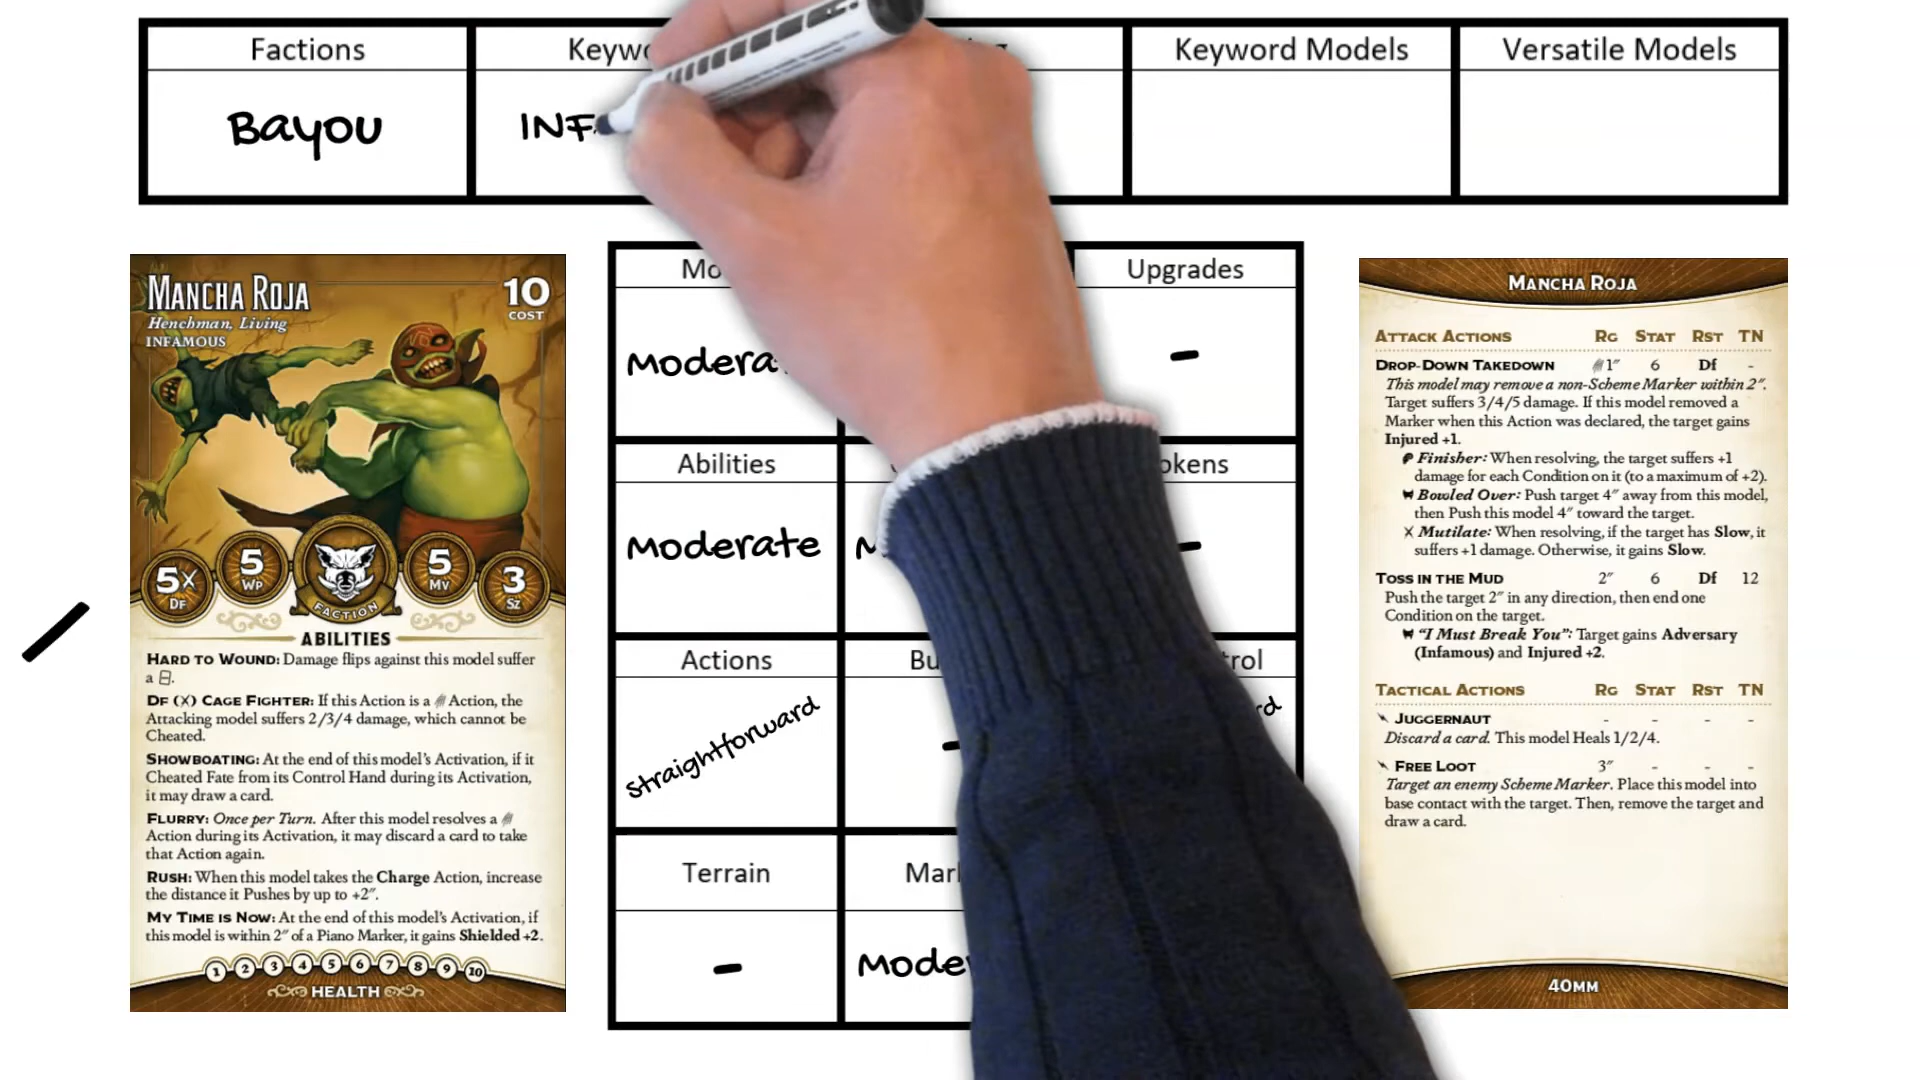 Factions
Keywo
Keyword Models
Versatile Models
Bayou
INF
MANCHA ROJA
10
COST
Henchman, Living
INFAMOUS
5
DF
5
WP
FACTION
5
MV
3
SZ
ABILITIES
HARD TO WOUND: Damage flips against this model suffer
a
DF (X) CAGE FIGHTER: If this Action is a Action, the
Attacking model suffers 2/3/4 damage, which cannot be
Cheated.
SHOWBOATING: At the end of this model's Activation, if it
Cheated Fate from its Control Hand during its Activation,
it may draw a card.
FLURRY: Once per Turn. After this model resolves a
Action during its Activation, it may discard a card to take
that Action again.
RUSH: When this model takes the Charge Action, increase
the distance it Pushes by up to +2".
MY TIME IS NOW: At the end of this model's Activation, if
this model is within 2" of a Piano Marker, it gains Shielded +2.
1 2 3 4 5 6 7 8 9 10
HEALTH
Mo
Upgrades
Modera
-
Abilities
okens
Moderate
M
-
Actions
Bu
trol
Straightforward
-
rd
Terrain
Mar
-
Mode
MANCHA ROJA
ATTACK ACTIONS RG STAT RST TN
DROP-DOWN TAKEDOWN 1" 6 Df -
This model may remove a non-Scheme Marker within 2".
Target suffers 3/4/5 damage. If this model removed a
Marker when this Action was declared, the target gains
Injured +1.
Finisher: When resolving, the target suffers +1
damage for each Condition on it (to a maximum of +2).
Bowled Over: Push target 4" away from this model,
then Push this model 4" toward the target.
Mutilate: When resolving, if the target has Slow, it
suffers +1 damage. Otherwise, it gains Slow.
TOSS IN THE MUD 2" 6 Df 12
Push the target 2" in any direction, then end one
Condition on the target.
"I Must Break You": Target gains Adversary
(Infamous) and Injured +2.
TACTICAL ACTIONS RG STAT RST TN
JUGGERNAUT - - - -
Discard a card. This model Heals 1/2/4.
FREE LOOT 3" - - -
Target an enemy Scheme Marker. Place this model into
base contact with the target. Then, remove the target and
draw a card.
40MM